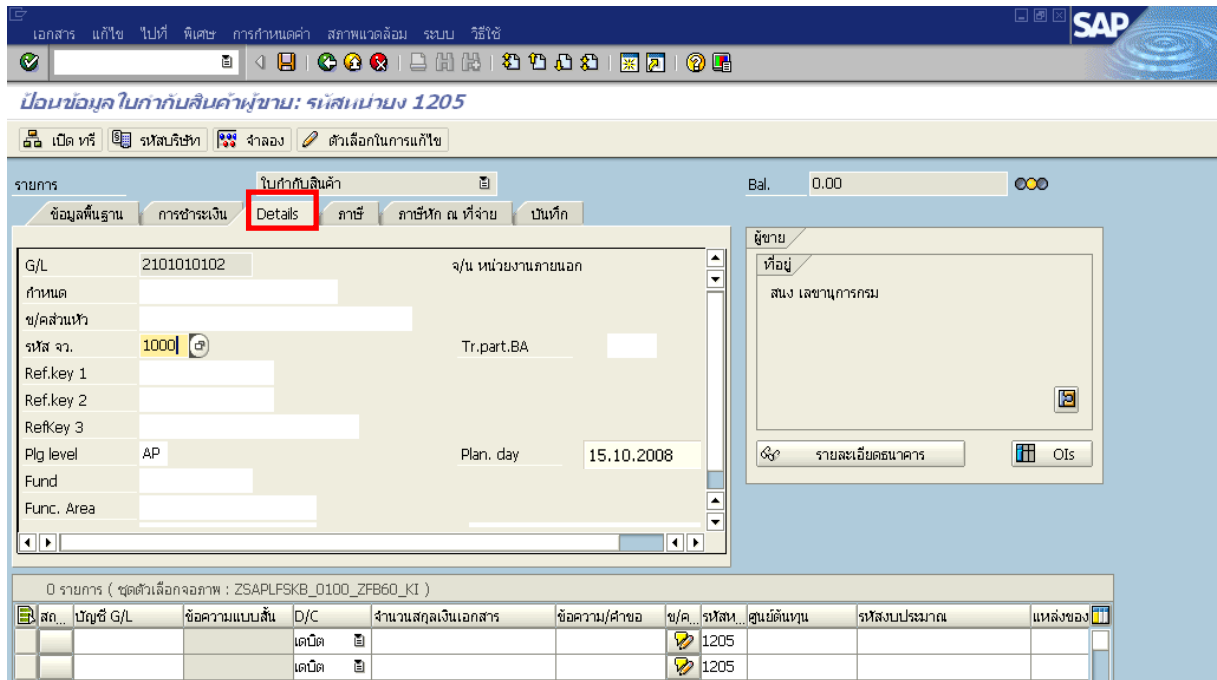 เอกสาร แก้ไข ไปที่ พิเศษ การกำหนดค่า สภาพแวดล้อม ระบบ วิธีใช้
SAP
ป้อนข้อมูลใบกำกับสินค้าผู้ขาย: รหัสหน่ายง 1205
เปิด ทรี รหัสบริษัท จำลอง ตัวเลือกในการแก้ไข
รายการ ใบกำกับสินค้า Bal. 0.00
ข้อมูลพื้นฐาน การชำระเงิน Details ภาษี ภาษีหัก ณ ที่จ่าย บันทึก
ผู้ขาย
G/L 2101010102 จ/น หน่วยงานภายนอก
ที่อยู่
กำหนด
สนง เลขานุการกรม
ข/คส่วนหัว
รหัส จว. 1000 Tr.part.BA
Ref.key 1
Ref.key 2
RefKey 3
Plg level AP Plan. day 15.10.2008
รายละเอียดธนาคาร OIs
Fund
Func. Area
0 รายการ ( ชุดตัวเลือกจอภาพ : ZSAPLFSKB_0100_ZFB60_KI )
สถ... บัญชี G/L ข้อความแบบสั้น D/C จำนวนสกุลเงินเอกสาร ข้อความ/คำขอ ข/ค... รหัสห... ศูนย์ต้นทุน รหัสงบประมาณ แหล่งของ
เดบิต 1205
เดบิต 1205